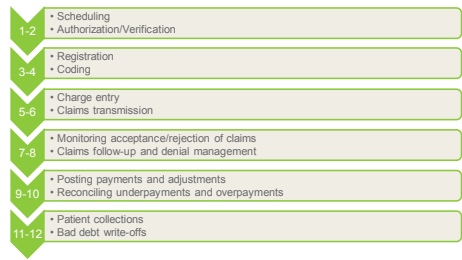 1-2
• Scheduling
• Authorization/Verification
3-4
• Registration
• Coding
5-6
• Charge entry
• Claims transmission
7-8
• Monitoring acceptance/rejection of claims
• Claims follow-up and denial management
9-10
• Posting payments and adjustments
• Reconciling underpayments and overpayments
11-12
• Patient collections
• Bad debt write-offs